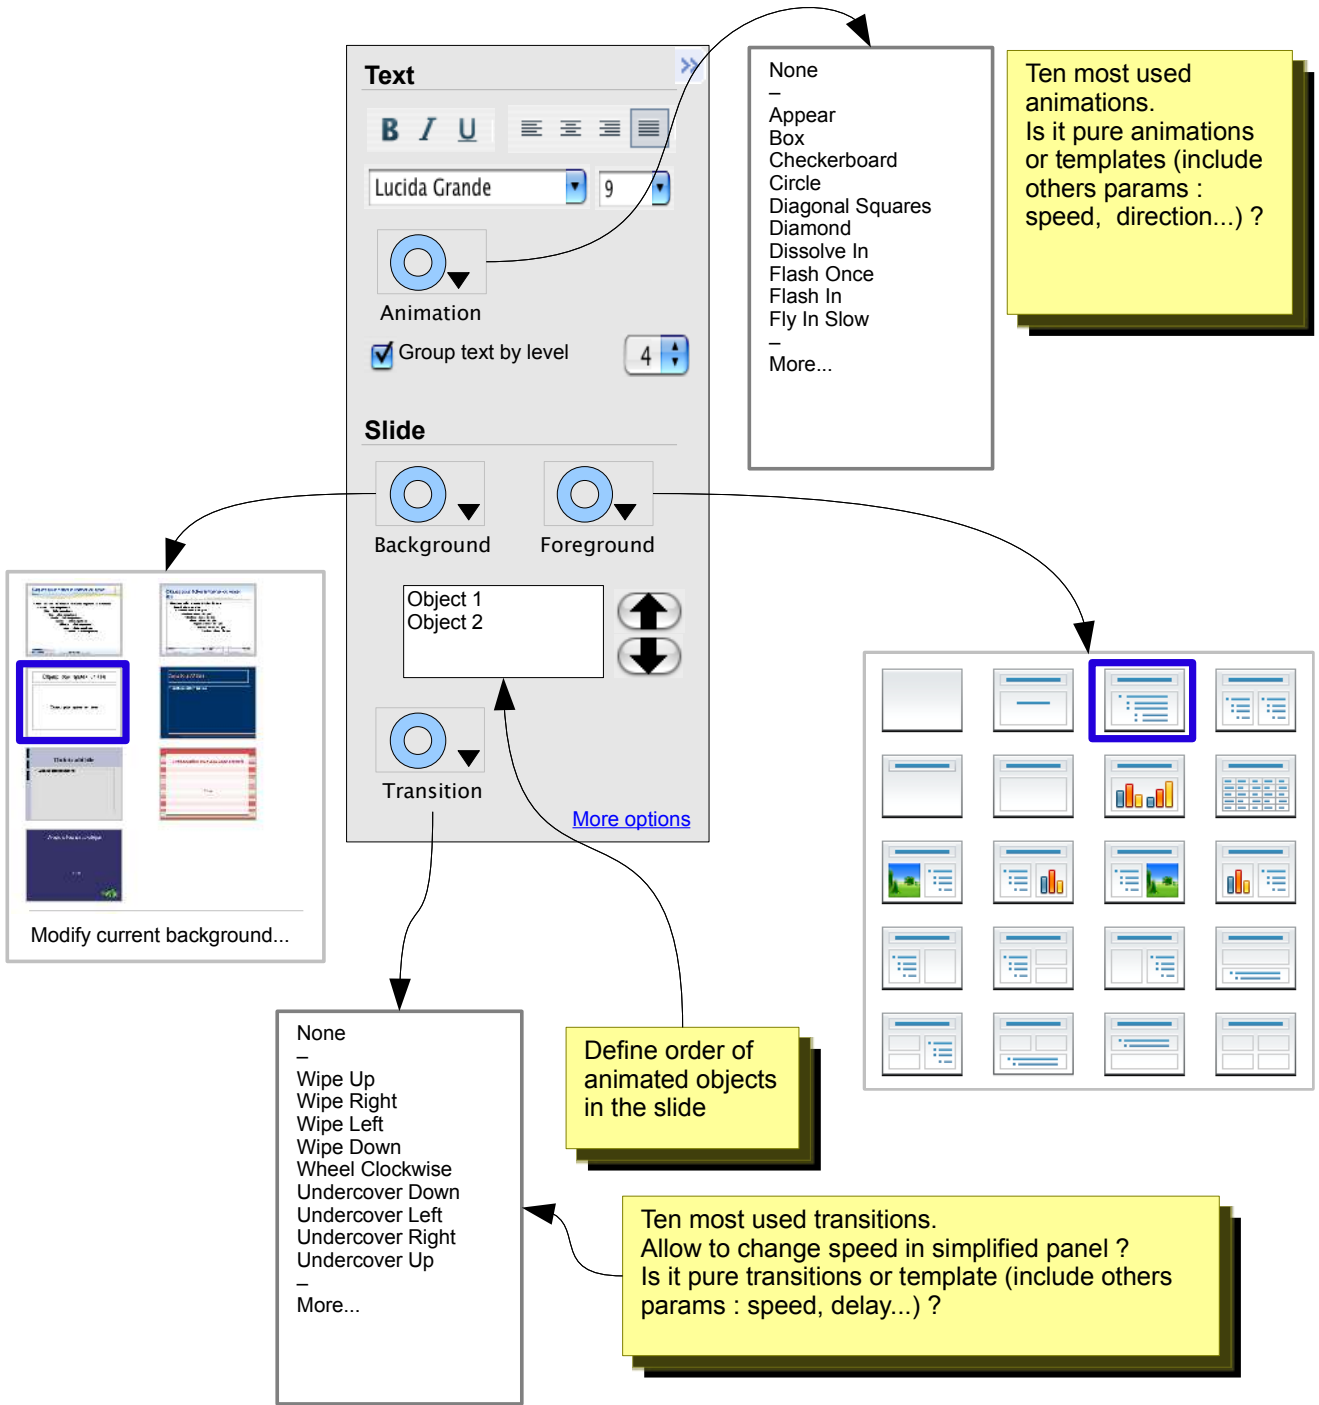 Text
B I U
Lucida Grande
9
Animation
Group text by level
4
Slide
Background
Foreground
Object 1
Object 2
Transition
More options
None
–
Appear
Box
Checkerboard
Circle
Diagonal Squares
Diamond
Dissolve In
Flash Once
Flash In
Fly In Slow
–
More...
Ten most used
animations.
Is it pure animations
or templates (include
others params :
speed,  direction...) ?
Click to add title
Modify current background...
None
–
Wipe Up
Wipe Right
Wipe Left
Wipe Down
Wheel Clockwise
Undercover Down
Undercover Left
Undercover Right
Undercover Up
–
More...
Define order of
animated objects
in the slide
Ten most used transitions.
Allow to change speed in simplified panel ?
Is it pure transitions or template (include others
params : speed, delay...) ?